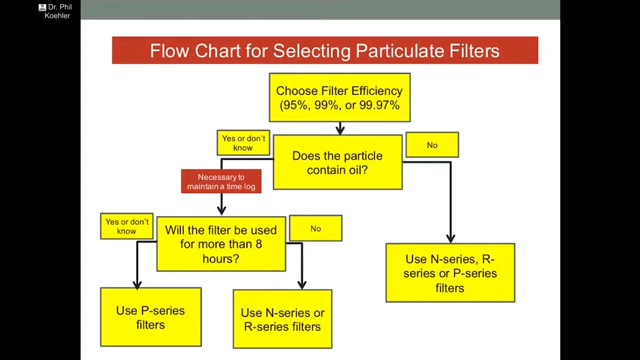 Dr. Phil
Koehler
Flow Chart for Selecting Particulate Filters
Choose Filter Efficiency
(95%, 99%, or 99.97%
Yes or don't
know
No
Does the particle
contain oil?
Necessary to
maintain a time log
Yes or don't
know
Will the filter be used
for more than 8
hours?
No
Use N-series, R-
series or P-series
filters
Use P-series
filters
Use N-series or
R-series filters